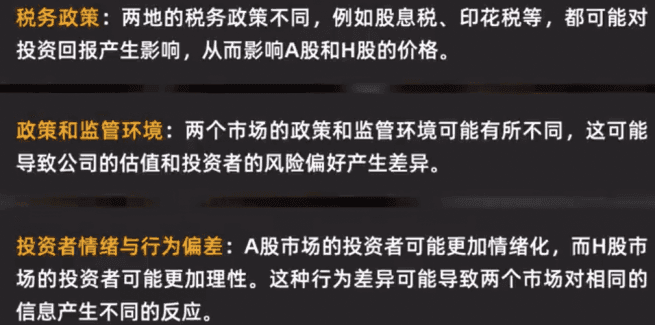 税务政策：两地的税务政策不同，例如股息税、印花税等，都可能对
投资回报产生影响，从而影响A股和H股的价格。
政策和监管环境：两个市场的政策和监管环境可能有所不同，这可能
导致公司的估值和投资者的风险偏好产生差异。
投资者情绪与行为偏差：A股市场的投资者可能更加情绪化，而H股市
场的投资者可能更加理性。这种行为差异可能导致两个市场对相同的
信息产生不同的反应。